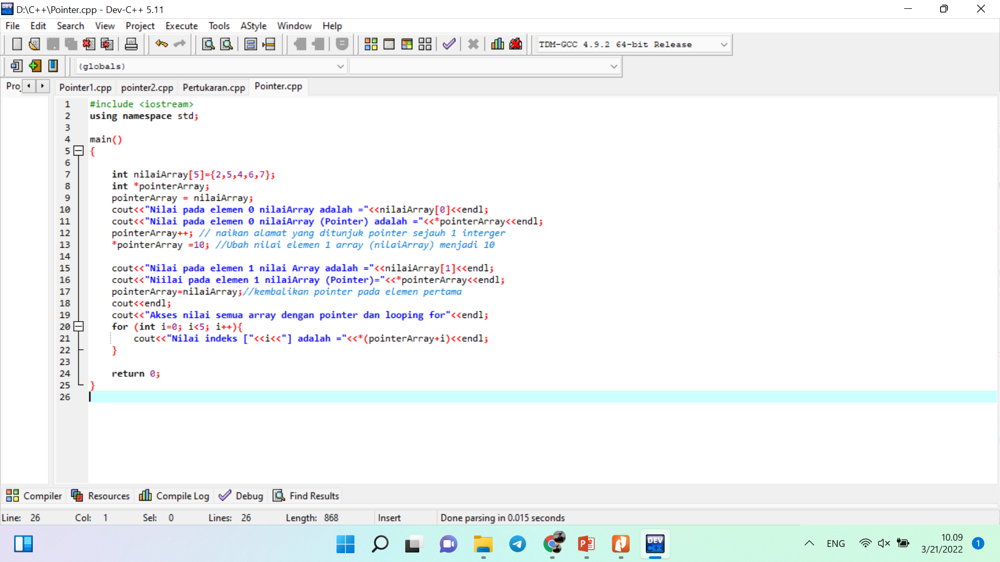 D:\C++\Pointer.cpp - Dev-C++ 5.11
File Edit Search View Project Execute Tools AStyle Window Help
TDM-GCC 4.9.2 64-bit Release
(globals)
Pointer1.cpp pointer2.cpp Pertukaran.cpp Pointer.cpp
1 #include <iostream>
2 using namespace std;
3
4 main()
5 {
6
7 int nilaiArray[5]={2,5,4,6,7};
8 int *pointerArray;
9 pointerArray = nilaiArray;
10 cout<<"Nilai pada elemen 0 nilaiArray adalah ="<<nilaiArray[0]<<endl;
11 cout<<"Nilai pada elemen 0 nilaiArray (Pointer) adalah ="<<*pointerArray<<endl;
12 pointerArray++; // naikan alamat yang ditunjuk pointer sejauh 1 interger
13 *pointerArray =10; //Ubah nilai elemen 1 array (nilaiArray) menjadi 10
14
15 cout<<"Nilai pada elemen 1 nilai Array adalah ="<<nilaiArray[1]<<endl;
16 cout<<"Niilai pada elemen 1 nilaiArray (Pointer)="<<*pointerArray<<endl;
17 pointerArray=nilaiArray;//kembalikan pointer pada elemen pertama
18 cout<<endl;
19 cout<<"Akses nilai semua array dengan pointer dan looping for"<<endl;
20 for (int i=0; i<5; i++){
21 cout<<"Nilai indeks ["<<i<<"] adalah ="<<*(pointerArray+i)<<endl;
22 }
23
24 return 0;
25 }
26
Compiler Resources Compile Log Debug Find Results
Line: 26 Col: 1 Sel: 0 Lines: 26 Length: 868 Insert Done parsing in 0.015 seconds
DEV C++
ENG
10.09
3/21/2022
1